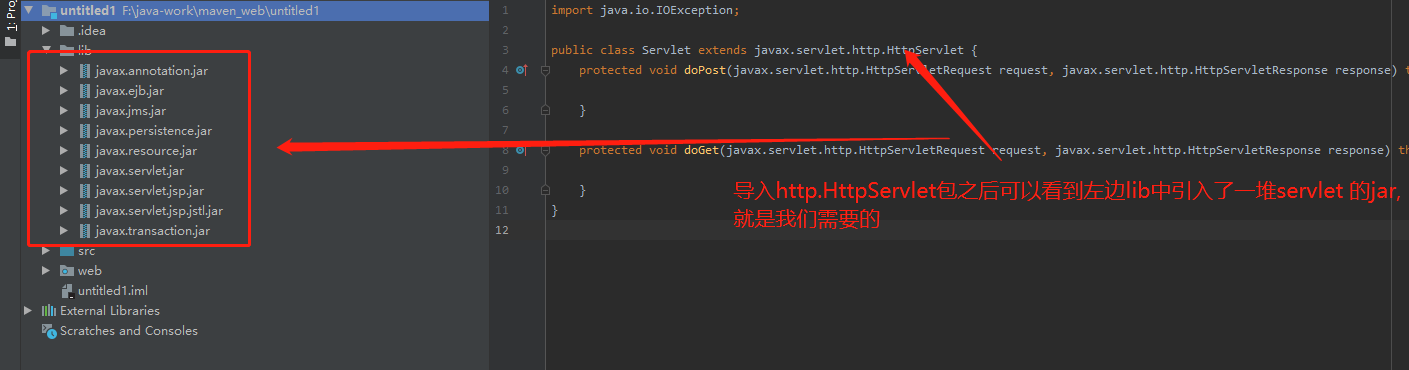 1: Proj
untitled1 F:\java-work\maven_web\untitled1
.idea
lib
javax.annotation.jar
javax.ejb.jar
javax.jms.jar
javax.persistence.jar
javax.resource.jar
javax.servlet.jar
javax.servlet.jsp.jar
javax.servlet.jsp.jstl.jar
javax.transaction.jar
src
web
untitled1.iml
External Libraries
Scratches and Consoles
1 import java.io.IOException;
2
3 public class Servlet extends javax.servlet.http.HttpServlet {
4 protected void doPost(javax.servlet.http.HttpServletRequest request, javax.servlet.http.HttpServletResponse response) th
5
6 }
7
8 protected void doGet(javax.servlet.http.HttpServletRequest request, javax.servlet.http.HttpServletResponse response) th
9
10 }
11 }
12
导入http.HttpServlet包之后可以看到左边lib中引入了一堆servlet 的jar,
就是我们需要的